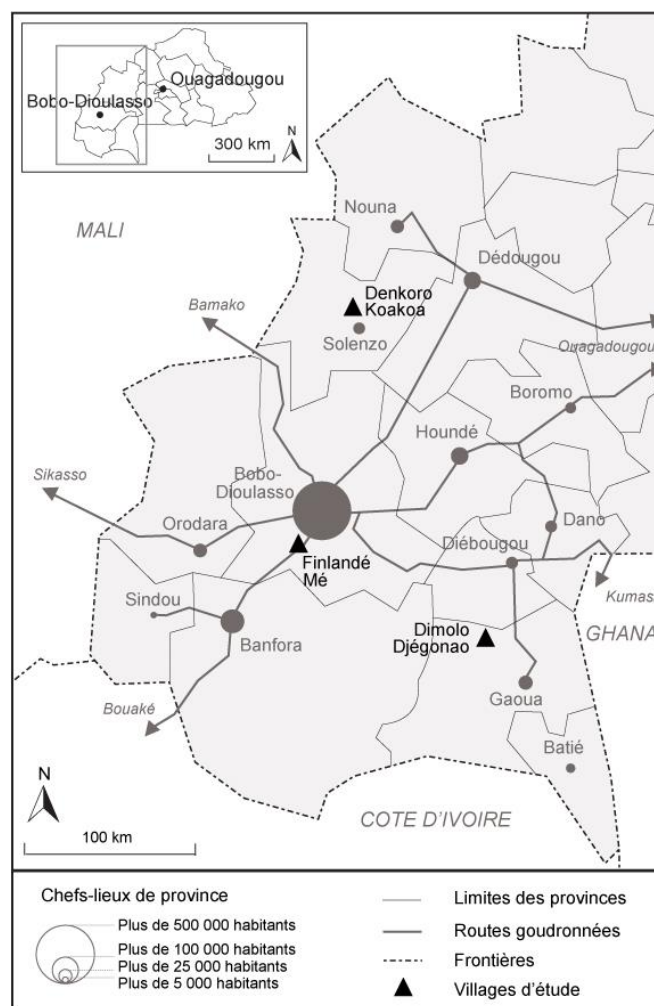 Ouagadougou
Bobo-Dioulasso
300 km
N
MALI
Nouna
Dédougou
Denkoro
Koakoa
Bamako
Solenzo
Ouagadougou
Boromo
Houndé
Bobo-
Dioulasso
Sikasso
Orodara
Dano
Finlandé
Mé
Diébougou
Kumasi
Sindou
GHANA
Banfora
Dimolo
Djégonao
Gaoua
Bouaké
Batié
N
COTE D'IVOIRE
100 km
Chefs-lieux de province
Plus de 500 000 habitants
Plus de 100 000 habitants
Plus de 25 000 habitants
Plus de 5 000 habitants
Limites des provinces
Routes goudronnées
Frontières
Villages d'étude